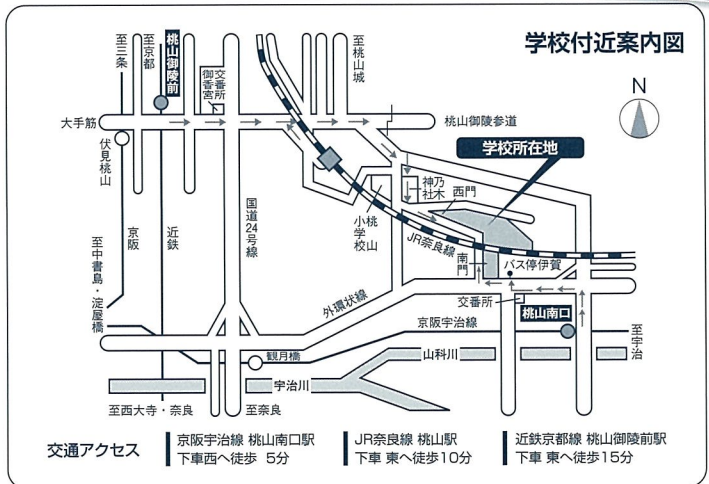 学校付近案内図
至三条
至京都
桃山御陵前
御香宮
交番所
至桃山城
N
大手筋
桃山御陵参道
伏見桃山
学校所在地
乃木神社
西門
桃山小学校
国道24号線
京阪
近鉄
JR奈良線
南門
バス停伊賀
至中書島・淀屋橋
外環状線
交番所
桃山南口
京阪宇治線
至宇治
観月橋
山科川
宇治川
至西大寺・奈良
至奈良
交通アクセス
京阪宇治線 桃山南口駅
下車西へ徒歩 5分
JR奈良線 桃山駅
下車 東へ徒歩10分
近鉄京都線 桃山御陵前駅
下車 東へ徒歩15分